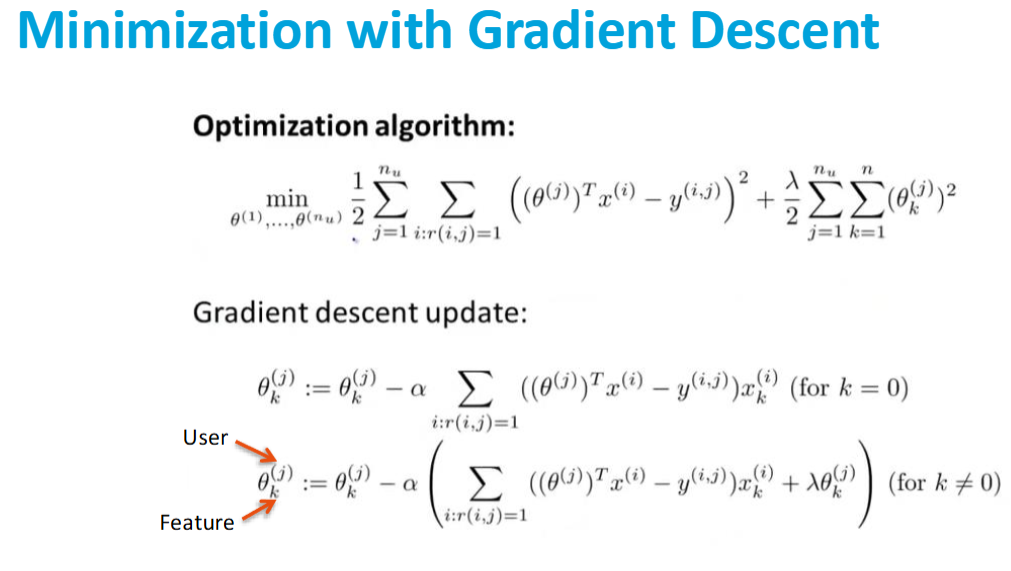 Minimization with Gradient Descent
Optimization algorithm:
$\min_{\theta^{(1)},\ldots,\theta^{(n_u)}} \frac{1}{2} \sum_{j=1}^{n_u} \sum_{i:r(i,j)=1} \left( (\theta^{(j)})^T x^{(i)} - y^{(i,j)} \right)^2 + \frac{\lambda}{2} \sum_{j=1}^{n_u} \sum_{k=1}^{n} (\theta_k^{(j)})^2$
Gradient descent update:
$\theta_k^{(j)} := \theta_k^{(j)} - \alpha \sum_{i:r(i,j)=1} ((\theta^{(j)})^T x^{(i)} - y^{(i,j)}) x_k^{(i)}$ (for $k = 0$)
User
$\theta_k^{(j)} := \theta_k^{(j)} - \alpha \left( \sum_{i:r(i,j)=1} ((\theta^{(j)})^T x^{(i)} - y^{(i,j)}) x_k^{(i)} + \lambda \theta_k^{(j)} \right)$ (for $k \neq 0$)
Feature